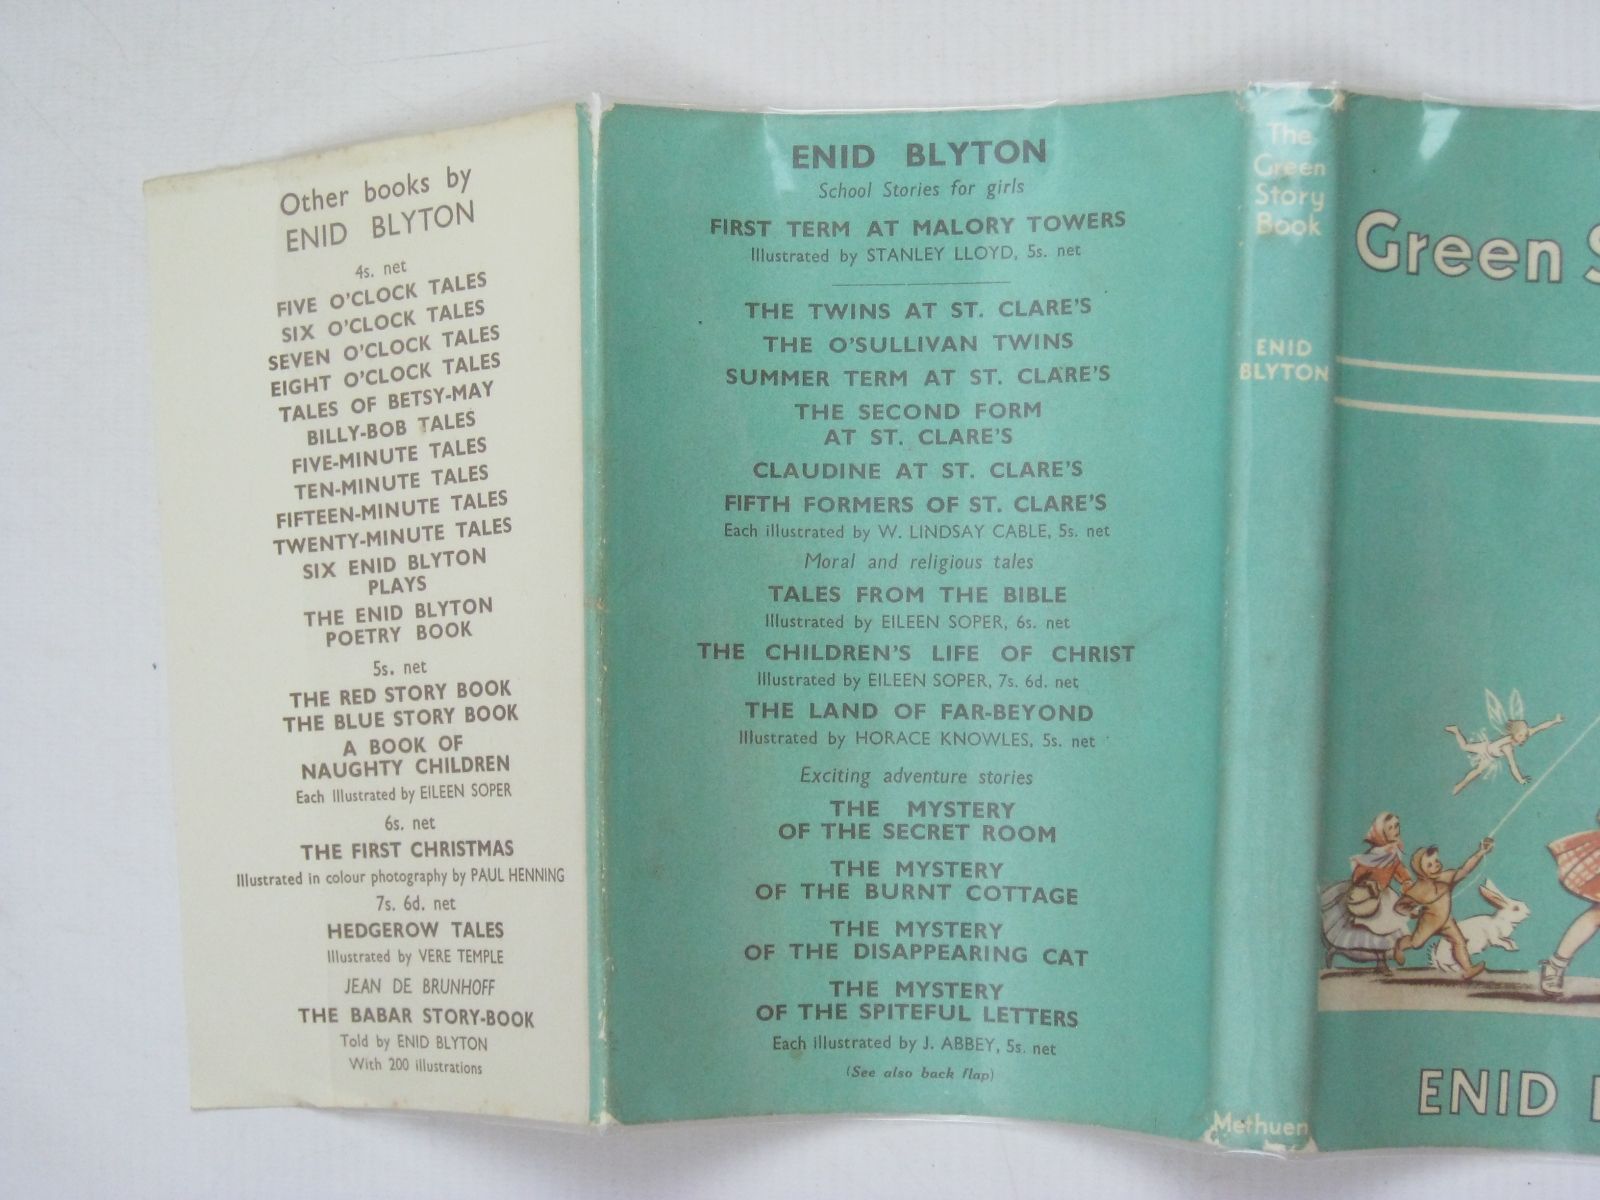 Other books by
ENID BLYTON
4s. net
FIVE O'CLOCK TALES
SIX O'CLOCK TALES
SEVEN O'CLOCK TALES
EIGHT O'CLOCK TALES
TALES OF BETSY-MAY
BILLY-BOB TALES
FIVE-MINUTE TALES
TEN-MINUTE TALES
FIFTEEN-MINUTE TALES
TWENTY-MINUTE TALES
SIX ENID BLYTON
PLAYS
THE ENID BLYTON
POETRY BOOK
5s. net
THE RED STORY BOOK
THE BLUE STORY BOOK
A BOOK OF
NAUGHTY CHILDREN
Each Illustrated by EILEEN SOPER
6s. net
THE FIRST CHRISTMAS
Illustrated in colour photography by PAUL HENNING
7s. 6d. net
HEDGEROW TALES
Illustrated by VERE TEMPLE
JEAN DE BRUNHOFF
THE BABAR STORY-BOOK
Told by ENID BLYTON
With 200 illustrations
ENID BLYTON
School Stories for girls
FIRST TERM AT MALORY TOWERS
Illustrated by STANLEY LLOYD, 5s. net
THE TWINS AT ST. CLARE'S
THE O'SULLIVAN TWINS
SUMMER TERM AT ST. CLARE'S
THE SECOND FORM
AT ST. CLARE'S
CLAUDINE AT ST. CLARE'S
FIFTH FORMERS OF ST. CLARE'S
Each illustrated by W. LINDSAY CABLE, 5s. net
Moral and religious tales
TALES FROM THE BIBLE
Illustrated by EILEEN SOPER, 6s. net
THE CHILDREN'S LIFE OF CHRIST
Illustrated by EILEEN SOPER, 7s. 6d. net
THE LAND OF FAR-BEYOND
Illustrated by HORACE KNOWLES, 5s. net
Exciting adventure stories
THE MYSTERY
OF THE SECRET ROOM
THE MYSTERY
OF THE BURNT COTTAGE
THE MYSTERY
OF THE DISAPPEARING CAT
THE MYSTERY
OF THE SPITEFUL LETTERS
Each illustrated by J. ABBEY, 5s. net
(See also back flap)
The
Green
Story
Book
ENID
BLYTON
Methuen
Green S
ENID